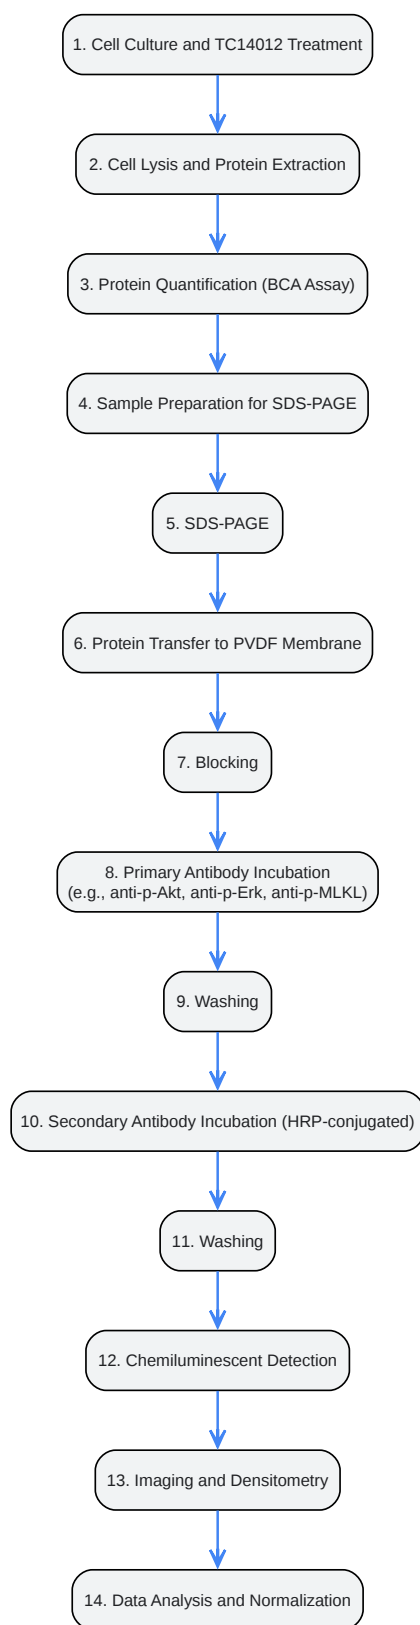 1. Cell Culture and TC14012 Treatment
2. Cell Lysis and Protein Extraction
3. Protein Quantification (BCA Assay)
4. Sample Preparation for SDS-PAGE
5. SDS-PAGE
6. Protein Transfer to PVDF Membrane
7. Blocking
8. Primary Antibody Incubation
(e.g., anti-p-Akt, anti-p-Erk, anti-p-MLKL)
9. Washing
10. Secondary Antibody Incubation (HRP-conjugated)
11. Washing
12. Chemiluminescent Detection
13. Imaging and Densitometry
14. Data Analysis and Normalization